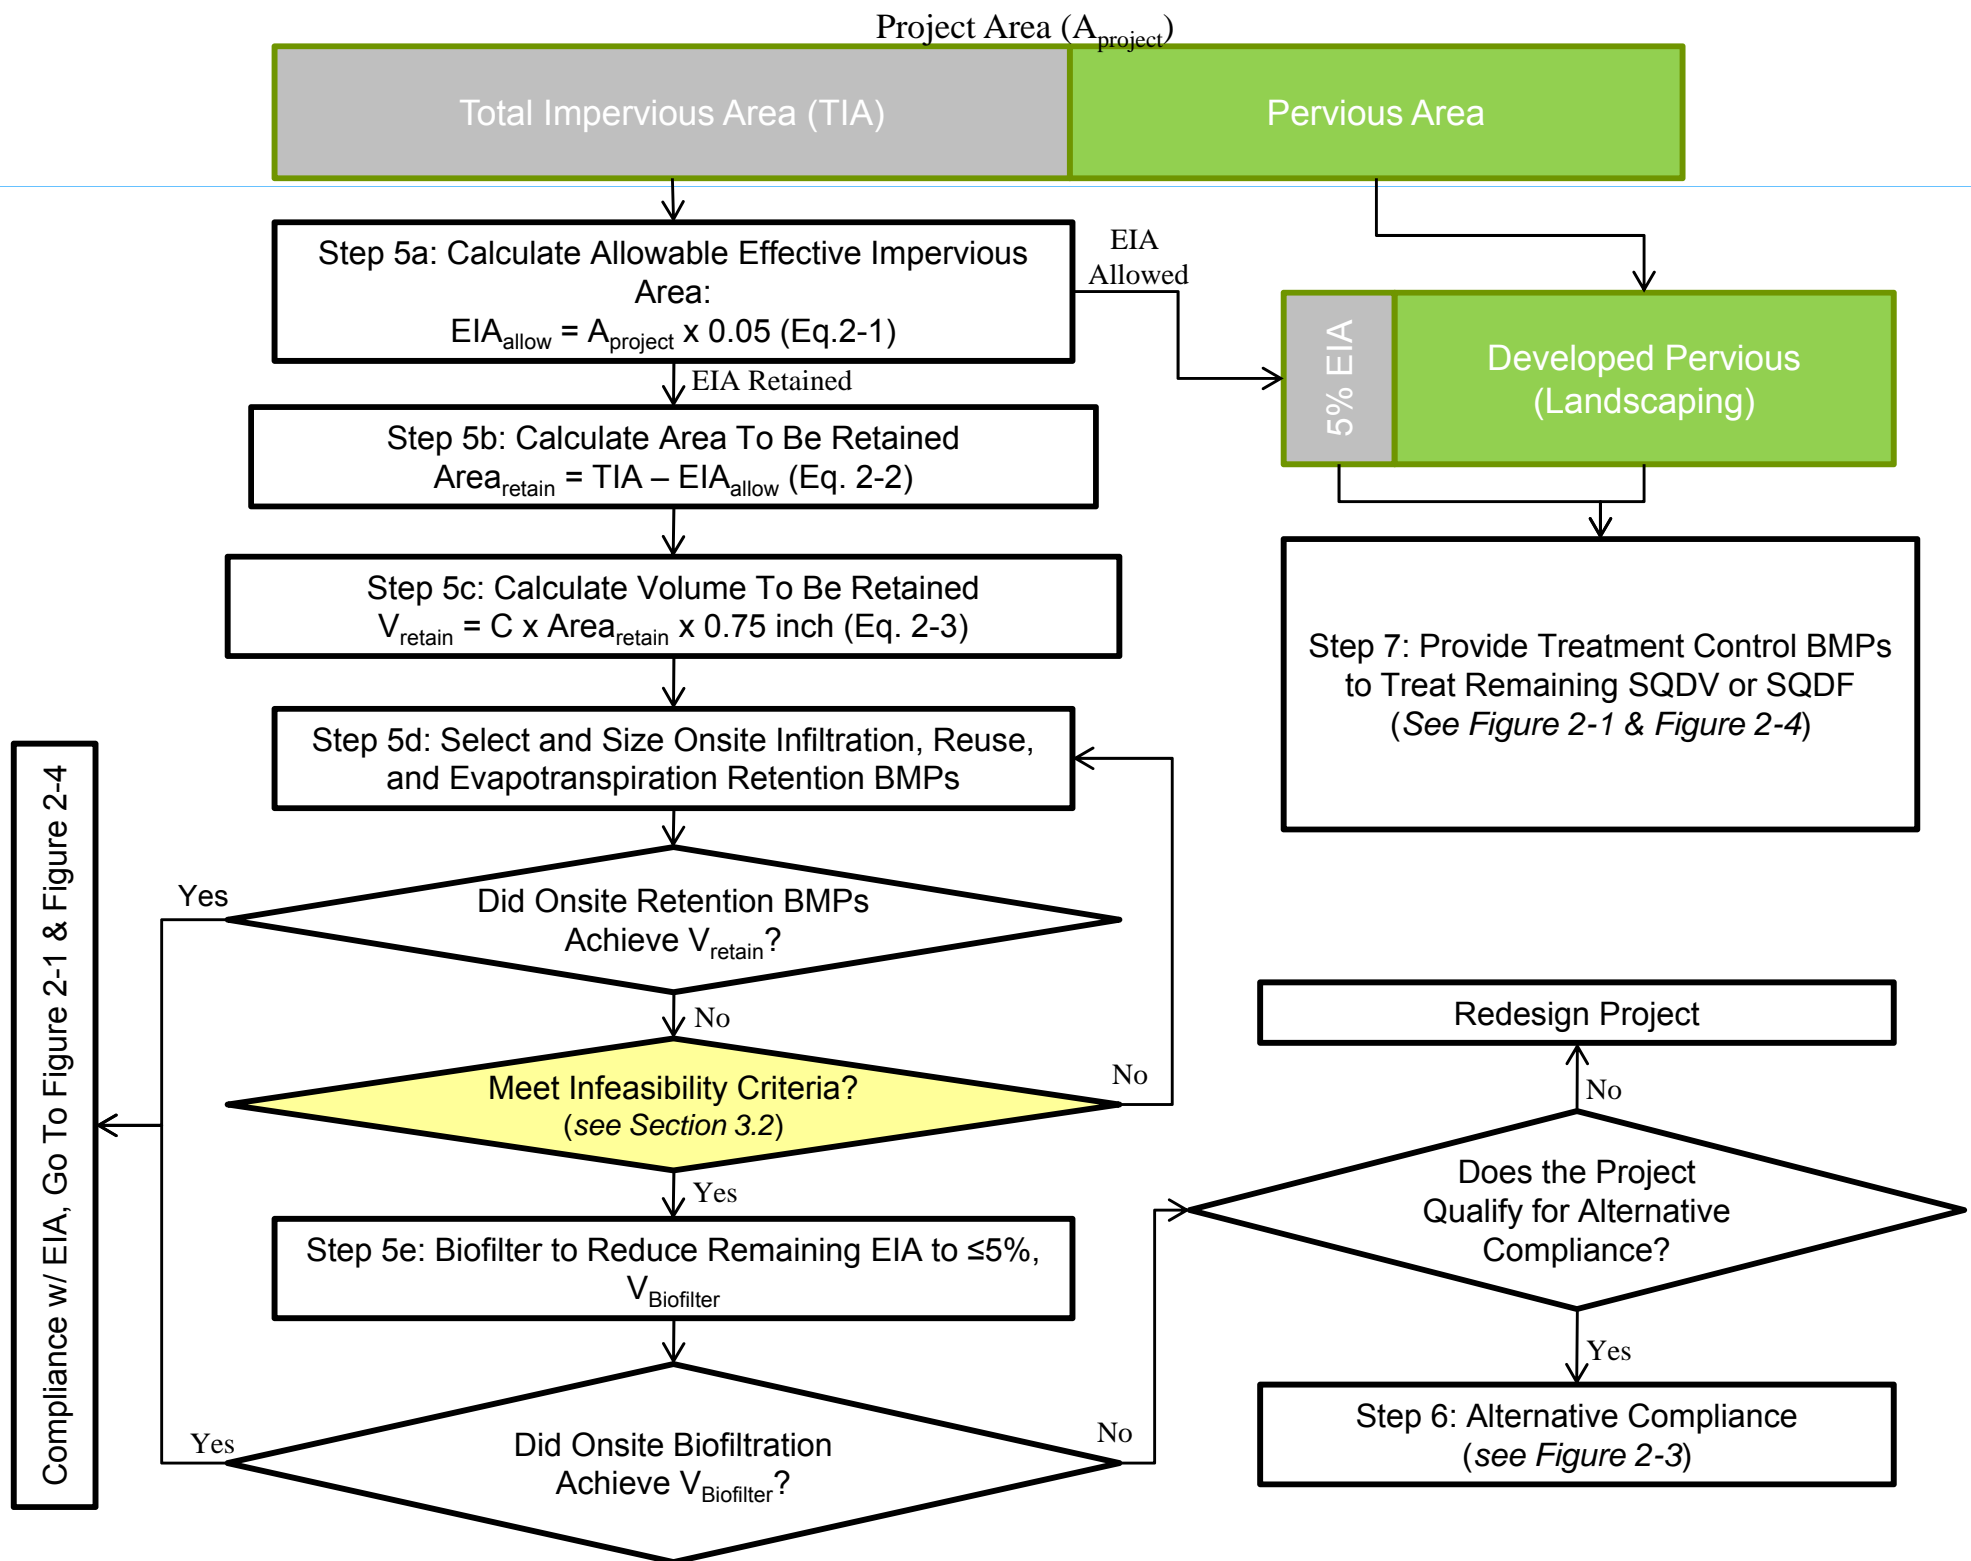 Project Area (Aproject)
Total Impervious Area (TIA)
Pervious Area
Step 5a: Calculate Allowable Effective Impervious
Area:
EIAallow = Aproject x 0.05 (Eq.2-1)
EIA
Allowed
5% EIA
Developed Pervious
(Landscaping)
EIA Retained
Step 5b: Calculate Area To Be Retained
Arearetain = TIA – EIAallow (Eq. 2-2)
Step 5c: Calculate Volume To Be Retained
Vretain = C x Arearetain x 0.75 inch (Eq. 2-3)
Step 7: Provide Treatment Control BMPs
to Treat Remaining SQDV or SQDF
(See Figure 2-1 & Figure 2-4)
Step 5d: Select and Size Onsite Infiltration, Reuse,
and Evapotranspiration Retention BMPs
Compliance w/ EIA, Go To Figure 2-1 & Figure 2-4
Yes
Did Onsite Retention BMPs
Achieve Vretain?
No
Meet Infeasibility Criteria?
(see Section 3.2)
No
Yes
Step 5e: Biofilter to Reduce Remaining EIA to ≤5%,
VBiofilter
Yes
Did Onsite Biofiltration
Achieve VBiofilter?
No
Redesign Project
No
Does the Project
Qualify for Alternative
Compliance?
Yes
Step 6: Alternative Compliance
(see Figure 2-3)